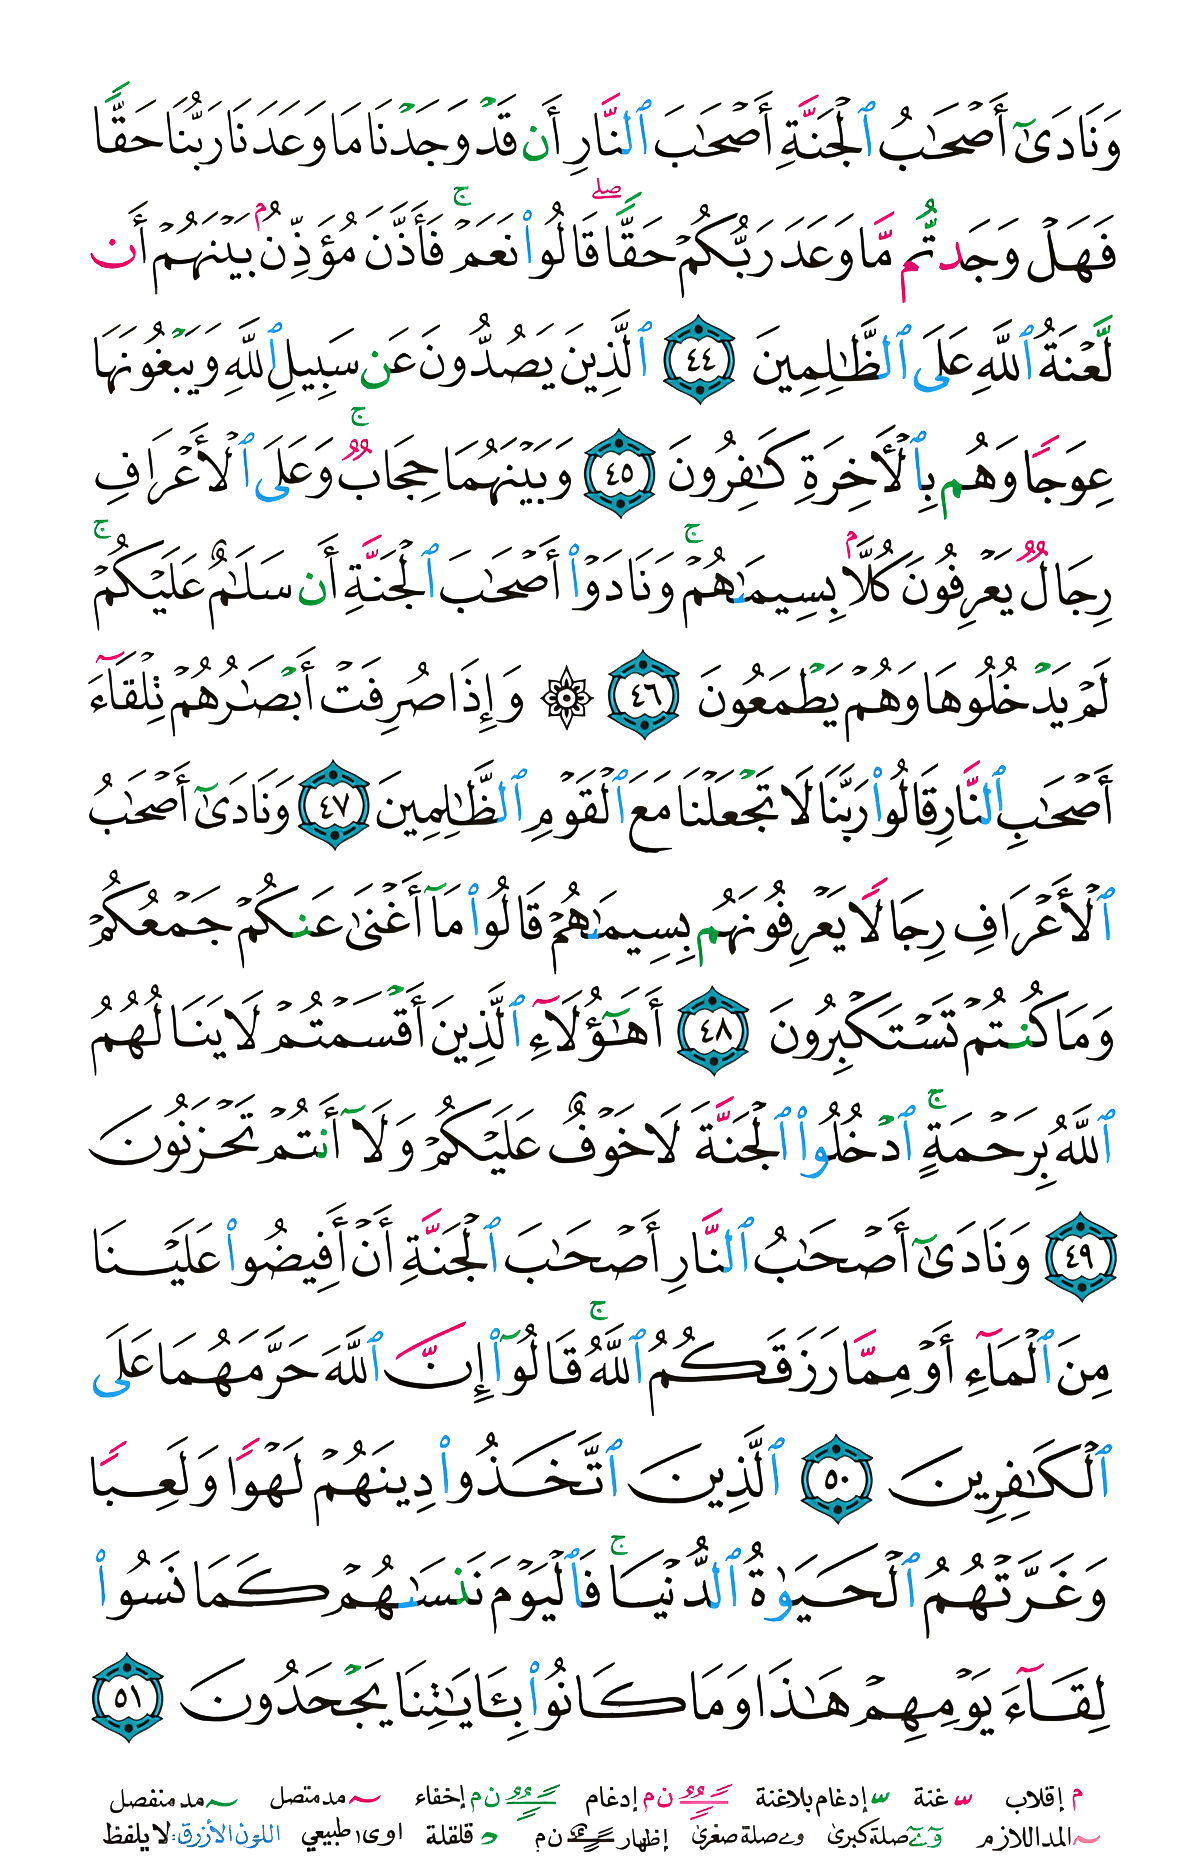 وَنَادَىٰٓ أَصۡحَٰبُ ٱلۡجَنَّةِ أَصۡحَٰبَ ٱلنَّارِ أَن قَدۡ وَجَدۡنَا مَا وَعَدَنَا رَبُّنَا حَقّٗا
فَهَلۡ وَجَدتُّم مَّا وَعَدَ رَبُّكُمۡ حَقّٗاۖ قَالُواْ نَعَمۡۚ فَأَذَّنَ مُؤَذِّنُۢ بَيۡنَهُمۡ أَن
لَّعۡنَةُ ٱللَّهِ عَلَى ٱلظَّٰلِمِينَ ٤٤ ٱلَّذِينَ يَصُدُّونَ عَن سَبِيلِ ٱللَّهِ وَيَبۡغُونَهَا
عِوَجٗا وَهُم بِٱلۡأٓخِرَةِ كَٰفِرُونَ ٤٥ وَبَيۡنَهُمَا حِجَابٞۚ وَعَلَى ٱلۡأَعۡرَافِ
رِجَالٞ يَعۡرِفُونَ كُلَّۢا بِسِيمَىٰهُمۡۚ وَنَادَوۡاْ أَصۡحَٰبَ ٱلۡجَنَّةِ أَن سَلَٰمٌ عَلَيۡكُمۡۚ
لَمۡ يَدۡخُلُوهَا وَهُمۡ يَطۡمَعُونَ ٤٦ ۞ وَإِذَا صُرِفَتۡ أَبۡصَٰرُهُمۡ تِلۡقَآءَ
أَصۡحَٰبِ ٱلنَّارِ قَالُواْ رَبَّنَا لَا تَجۡعَلۡنَا مَعَ ٱلۡقَوۡمِ ٱلظَّٰلِمِينَ ٤٧ وَنَادَىٰٓ أَصۡحَٰبُ
ٱلۡأَعۡرَافِ رِجَالٗا يَعۡرِفُونَهُم بِسِيمَىٰهُمۡ قَالُواْ مَآ أَغۡنَىٰ عَنكُمۡ جَمۡعُكُمۡ
وَمَا كُنتُمۡ تَسۡتَكۡبِرُونَ ٤٨ أَهَٰٓؤُلَآءِ ٱلَّذِينَ أَقۡسَمۡتُمۡ لَا يَنَالُهُمُ
ٱللَّهُ بِرَحۡمَةٍۚ ٱدۡخُلُواْ ٱلۡجَنَّةَ لَا خَوۡفٌ عَلَيۡكُمۡ وَلَآ أَنتُمۡ تَحۡزَنُونَ
٤٩ وَنَادَىٰٓ أَصۡحَٰبُ ٱلنَّارِ أَصۡحَٰبَ ٱلۡجَنَّةِ أَنۡ أَفِيضُواْ عَلَيۡنَا
مِنَ ٱلۡمَآءِ أَوۡ مِمَّا رَزَقَكُمُ ٱللَّهُۚ قَالُوٓاْ إِنَّ ٱللَّهَ حَرَّمَهُمَا عَلَى
ٱلۡكَٰفِرِينَ ٥٠ ٱلَّذِينَ ٱتَّخَذُواْ دِينَهُمۡ لَهۡوٗا وَلَعِبٗا
وَغَرَّتۡهُمُ ٱلۡحَيَوٰةُ ٱلدُّنۡيَاۚ فَٱلۡيَوۡمَ نَنسَىٰهُمۡ كَمَا نَسُواْ
لِقَآءَ يَوۡمِهِمۡ هَٰذَا وَمَا كَانُواْ بِـَٔايَٰتِنَا يَجۡحَدُونَ ٥١
م إقلاب غنة إدغام بلاغنة ن م إدغام ن م إخفاء مد متصل مد منفصل
المد اللازم صلة كبرى و ے صلة صغرى إظهار ن م قلقلة ا و ى طبيعي اللون الأزرق: لا يلفظ